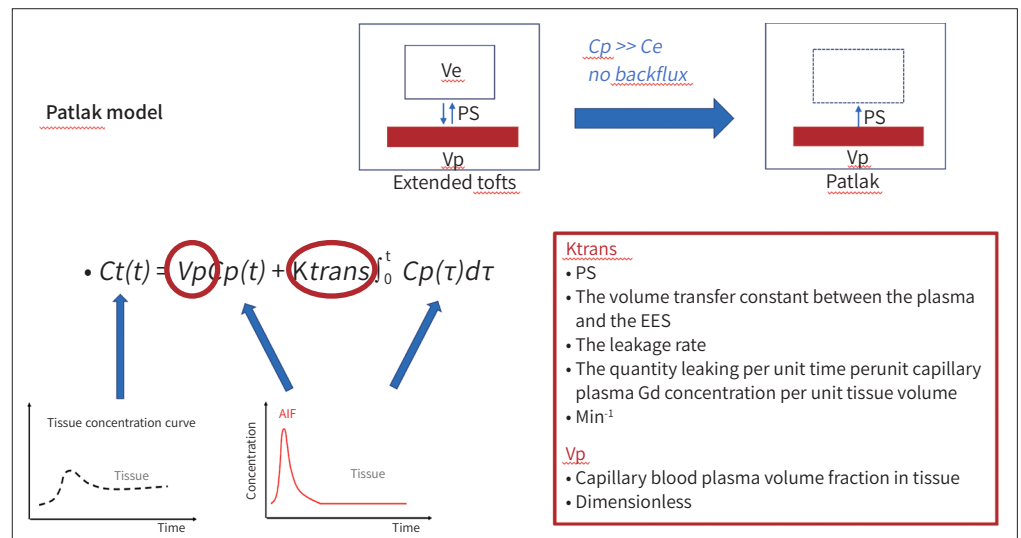 Patlak model
Ve
PS
Vp
Extended tofts
Cp >> Ce
no backflux
PS
Vp
Patlak
• Ct(t) = VpCp(t) + Ktrans∫₀ᵗ Cp(τ)dτ
Tissue concentration curve
Tissue
Time
AIF
Concentration
Tissue
Time
Ktrans
• PS
• The volume transfer constant between the plasma
and the EES
• The leakage rate
• The quantity leaking per unit time perunit capillary
plasma Gd concentration per unit tissue volume
• Min⁻¹
Vp
• Capillary blood plasma volume fraction in tissue
• Dimensionless